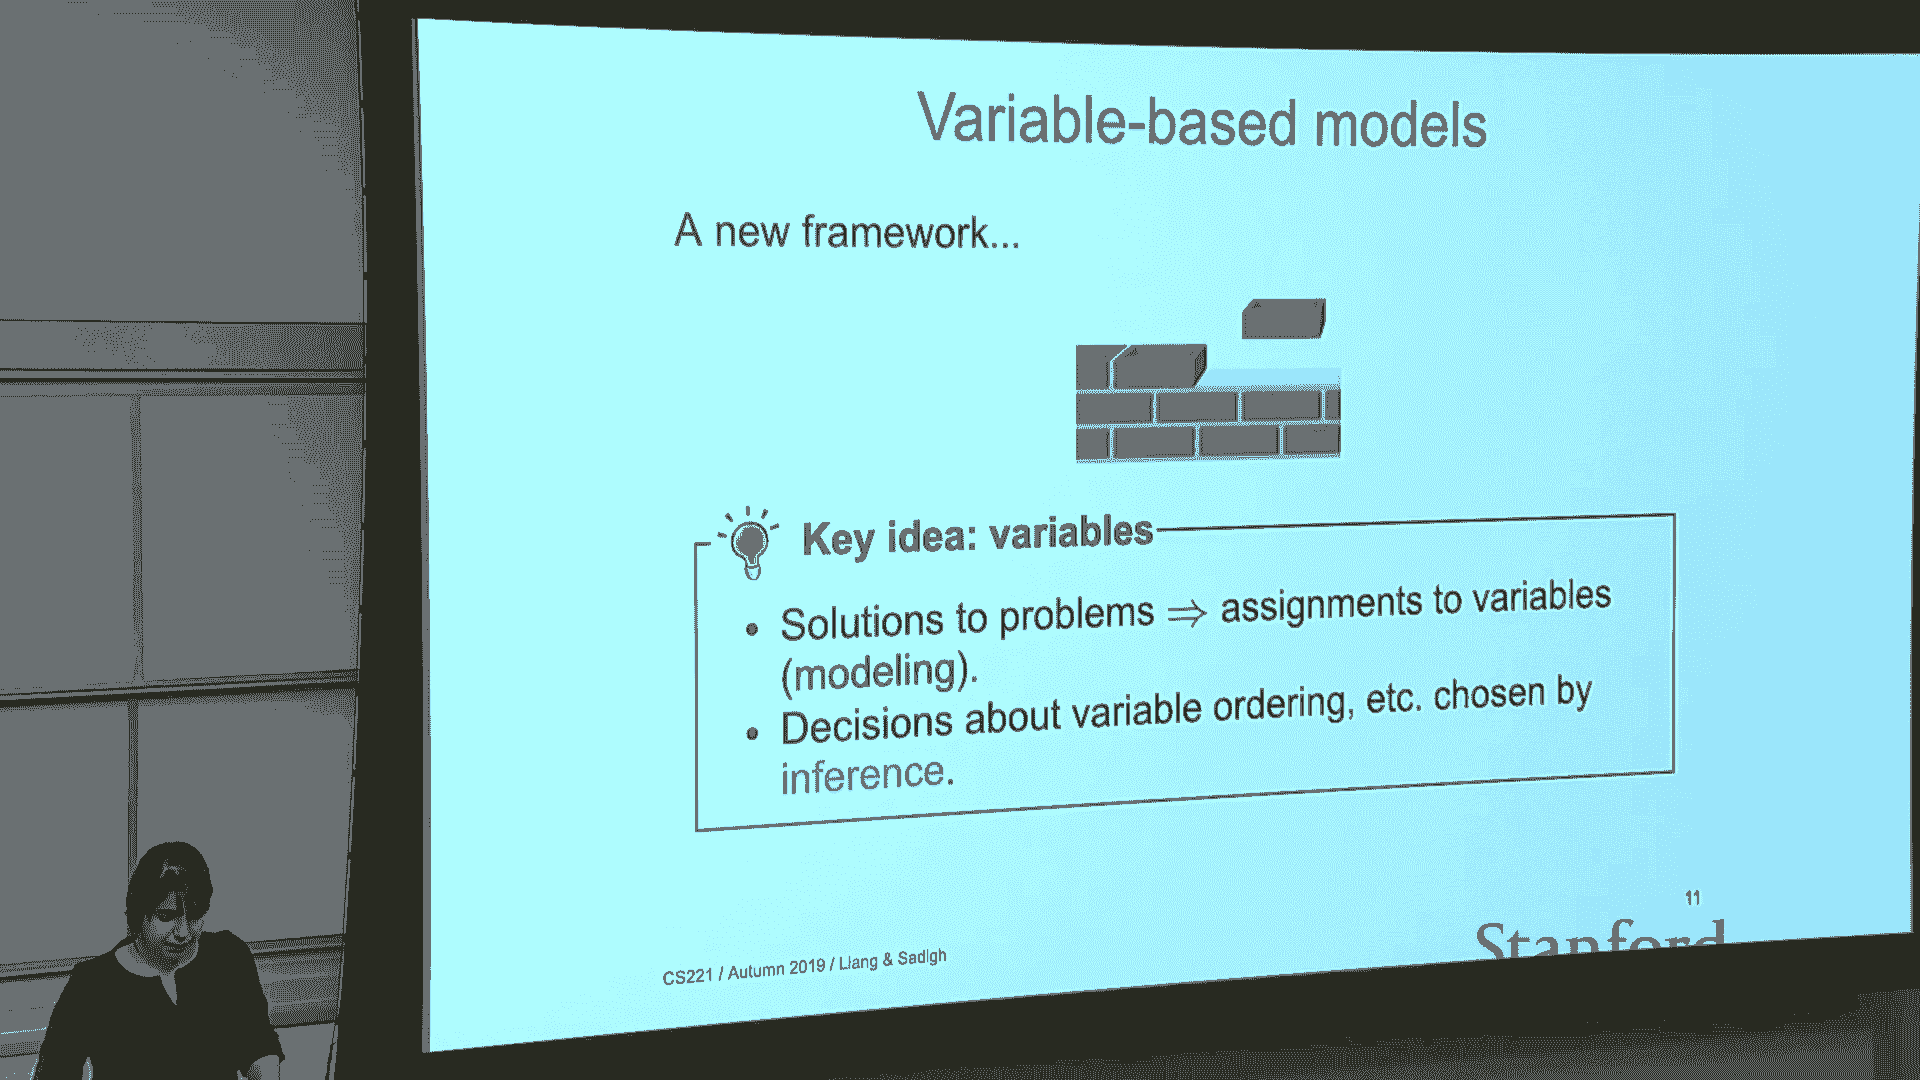 Variable-based models
A new framework...
Key idea: variables
• Solutions to problems ⇒ assignments to variables
(modeling).
• Decisions about variable ordering, etc. chosen by
inference.
11
Stanford
CS221 / Autumn 2019 / Liang & Sadigh